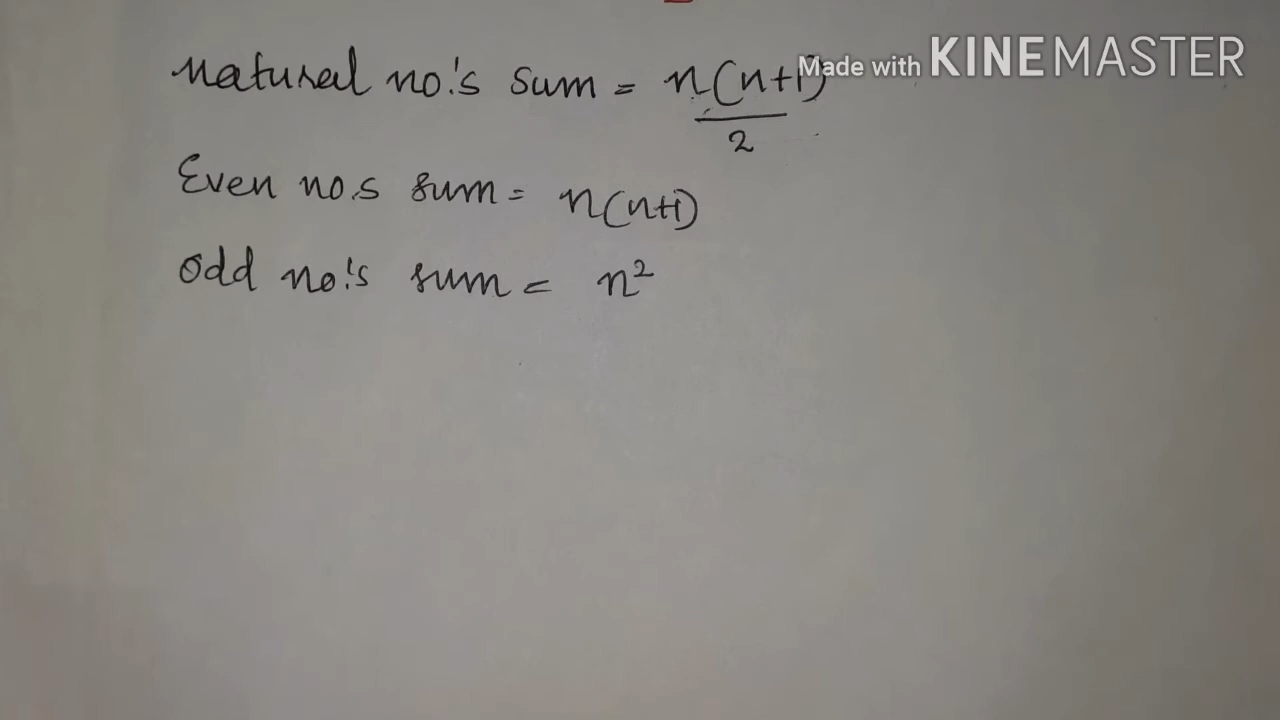 Natural no.'s sum = n(n+1)/2
Made with KINEMASTER
Even no.s sum = n(n+1)
Odd no.'s sum = n²